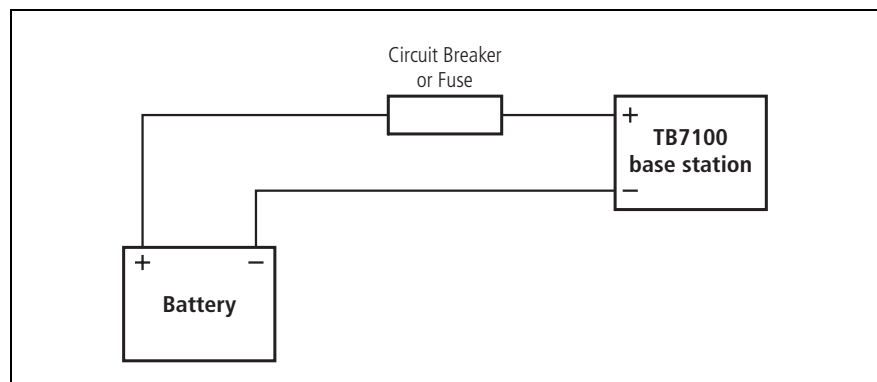 Circuit Breaker
or Fuse
+
TB7100
base station
−
+ −
Battery